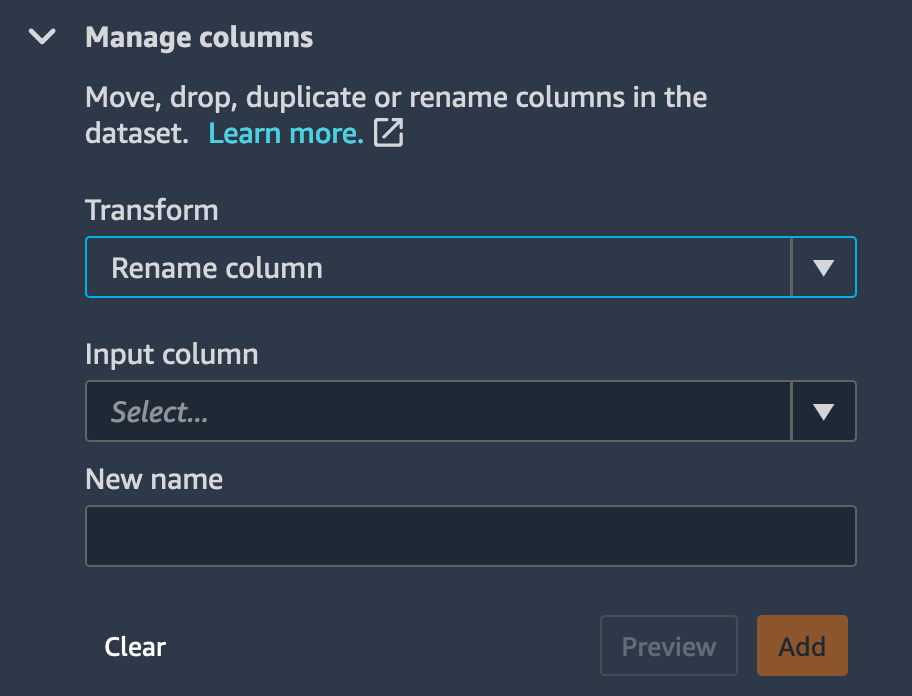 Manage columns
Move, drop, duplicate or rename columns in the
dataset. Learn more.
Transform
Rename column
Input column
Select...
New name
Clear Preview Add